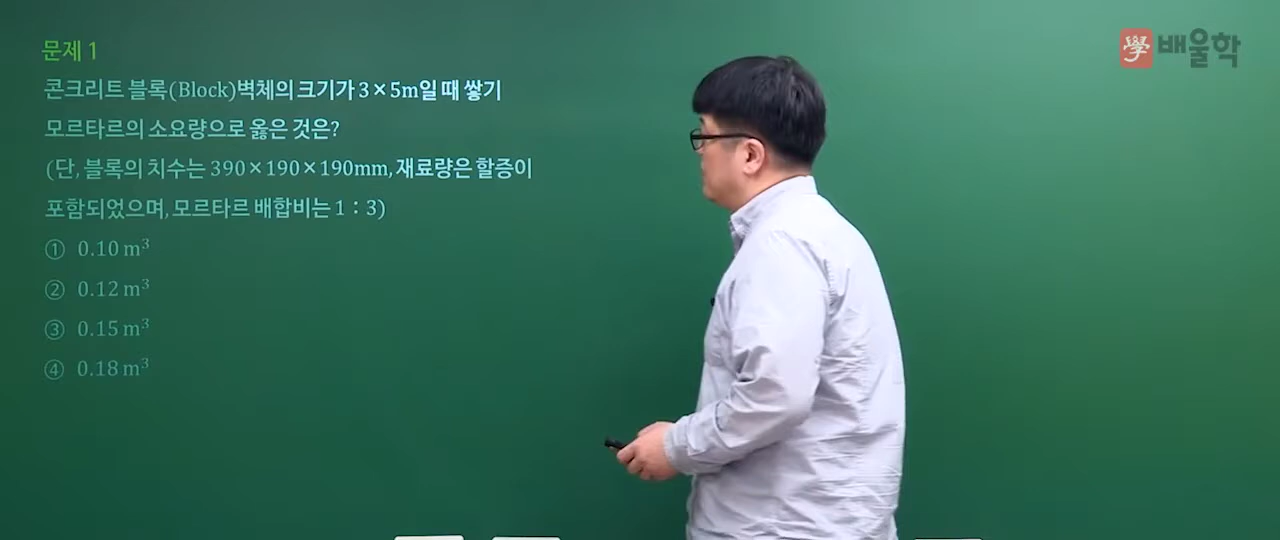 문제 1
學 배울학
콘크리트 블록(Block)벽체의 크기가 3×5m일 때 쌓기
모르타르의 소요량으로 옳은 것은?
(단, 블록의 치수는 390×190×190mm, 재료량은 할증이
포함되었으며, 모르타르 배합비는 1 : 3)
① 0.10 m³
② 0.12 m³
③ 0.15 m³
④ 0.18 m³